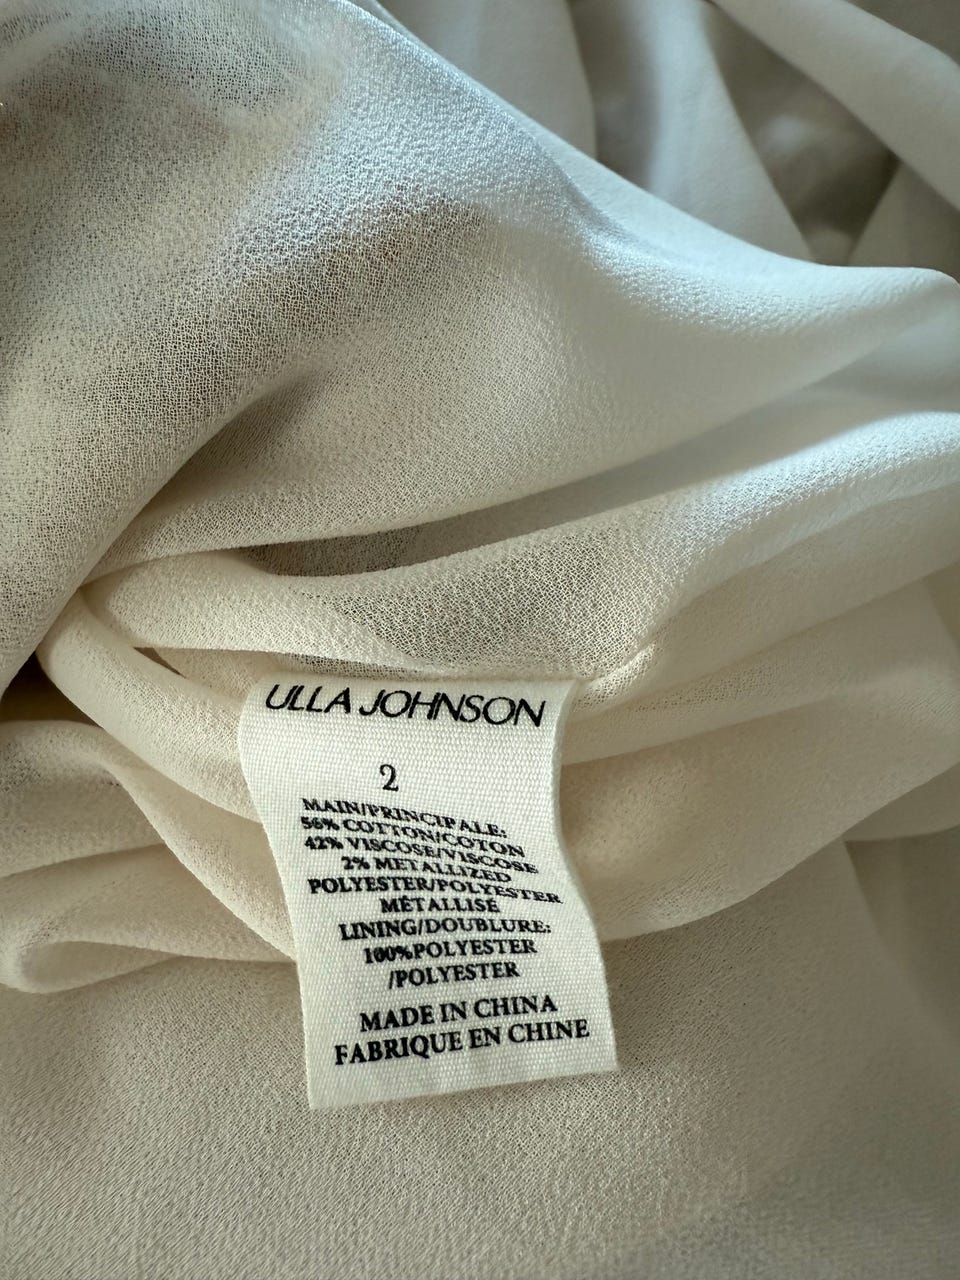 ULLA JOHNSON
2
MAIN/PRINCIPALE:
56% COTTON/COTON
42% VISCOSE/VISCOSE
2% METALLIZED
POLYESTER/POLYESTER
MÉTALLISÉ
LINING/DOUBLURE:
100%POLYESTER
/POLYESTER
MADE IN CHINA
FABRIQUE EN CHINE